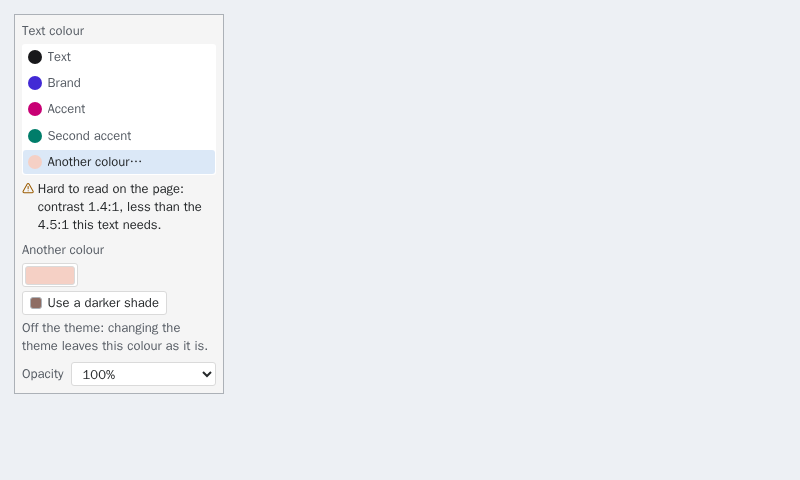 Text colour
Text
Brand
Accent
Second accent
Another colour···
Hard to read on the page:
contrast 1.4:1, less than the
4.5:1 this text needs.
Another colour
Use a darker shade
Off the theme: changing the
theme leaves this colour as it is.
Opacity 100%